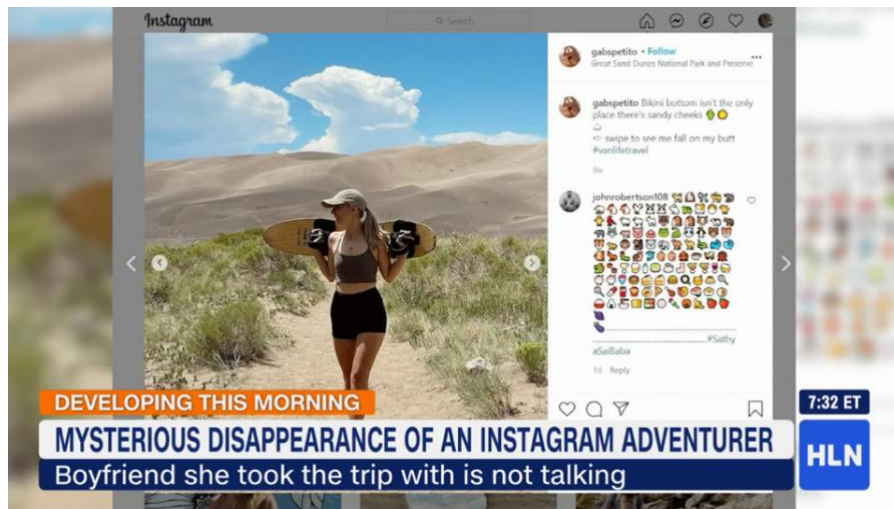 Instagram
Search
gabspetito • Follow
Great Sand Dunes National Park and Preserve
gabspetito Bikini bottom isn't the only
place there's sandy cheeks
swipe to see me fall on my butt
#vanlifetravel
9w
johnrobertson108
#Sathy
aSaiBaba
1d Reply
DEVELOPING THIS MORNING
7:32 ET
MYSTERIOUS DISAPPEARANCE OF AN INSTAGRAM ADVENTURER
HLN
Boyfriend she took the trip with is not talking